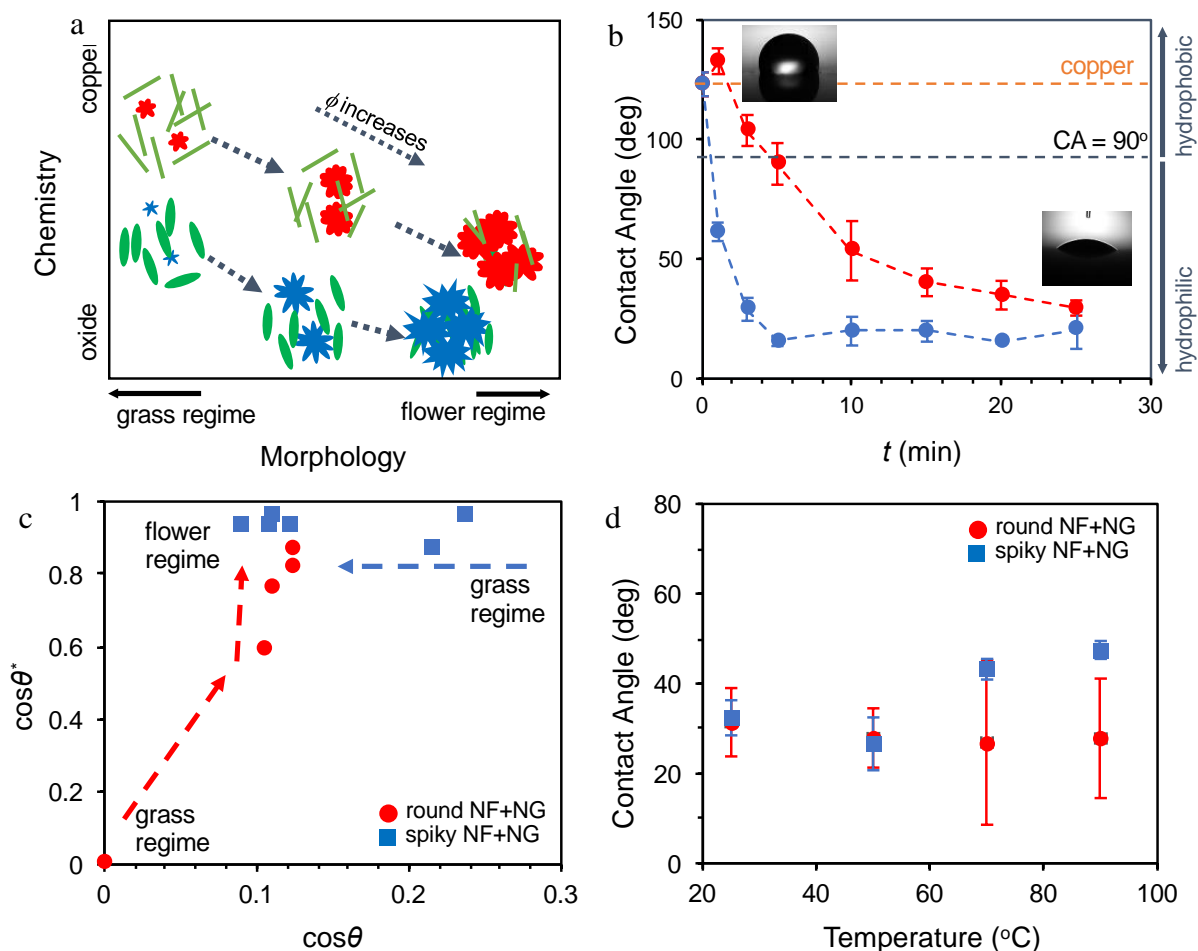 a
coppel
Chemistry
oxide
ϕ increases
grass regime
flower regime
Morphology
b
150
100
50
0
Contact Angle (deg)
copper
CA = 90º
hydrophobic
hydrophilic
0
10
20
30
t (min)
c
1
0.8
0.6
0.4
0.2
0
cosθ*
flower
regime
grass
regime
grass
regime
round NF+NG
spiky NF+NG
0
0.1
0.2
0.3
cosθ
d
80
60
40
20
0
Contact Angle (deg)
round NF+NG
spiky NF+NG
20
40
60
80
100
Temperature (ºC)